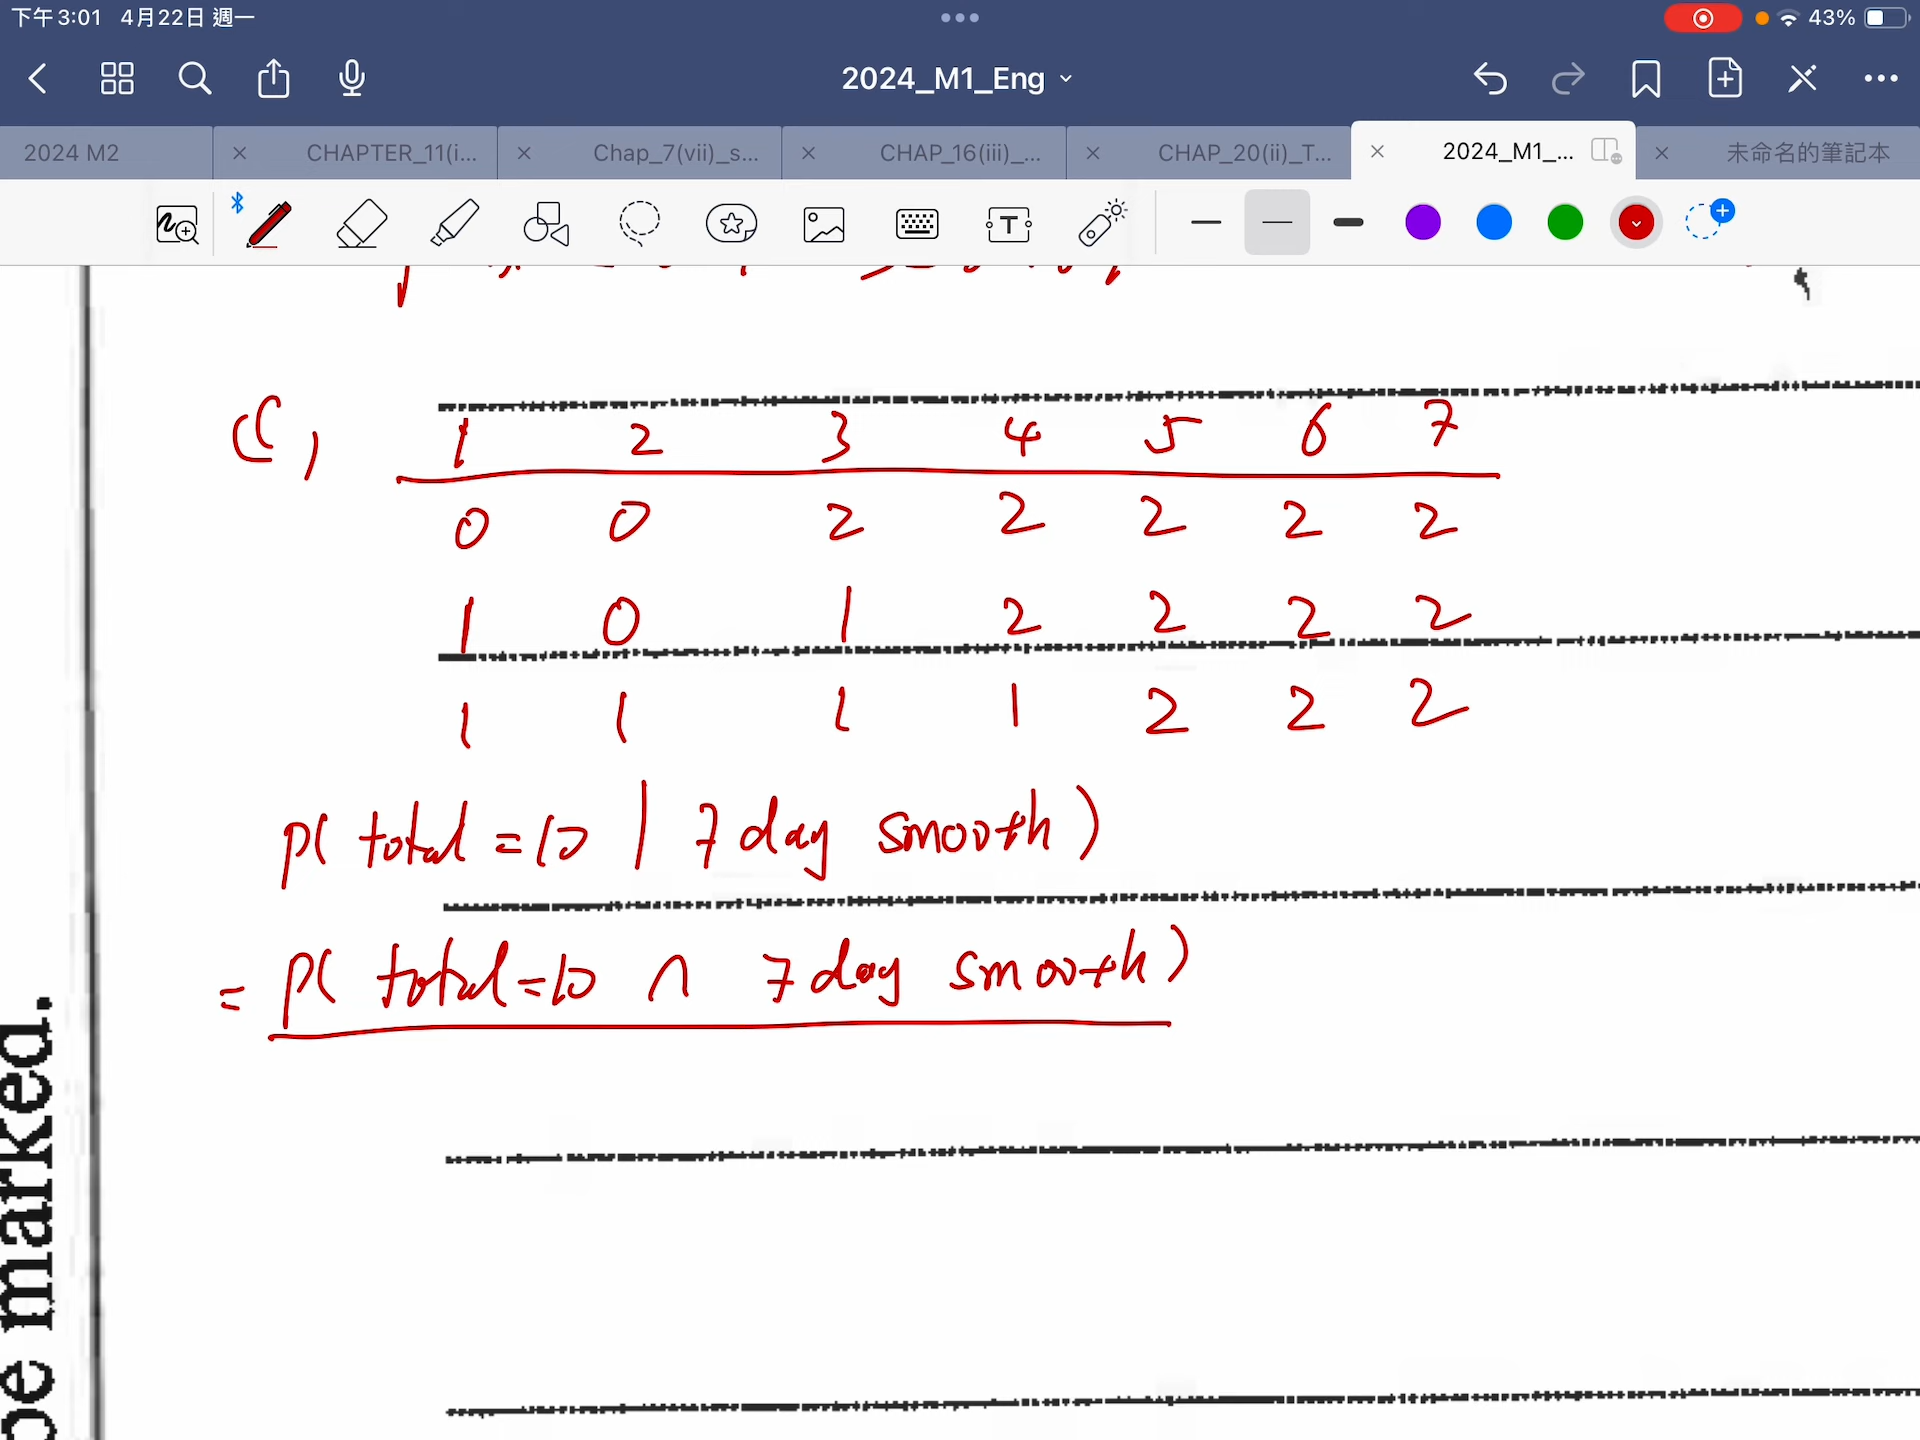 下午3:01 4月22日 週一
43%
2024_M1_Eng
2024 M2
CHAPTER_11(i...
Chap_7(vii)_s...
CHAP_16(iii)_...
CHAP_20(ii)_T...
2024_M1_...
未命名的筆記本
1 2 3 4 5 6 7
0 0 2 2 2 2 2
1 0 1 2 2 2 2
1 1 1 1 2 2 2
P( total = 10 | 7 day smooth )
= P( total = 10 ∩ 7 day smooth )
be marked.